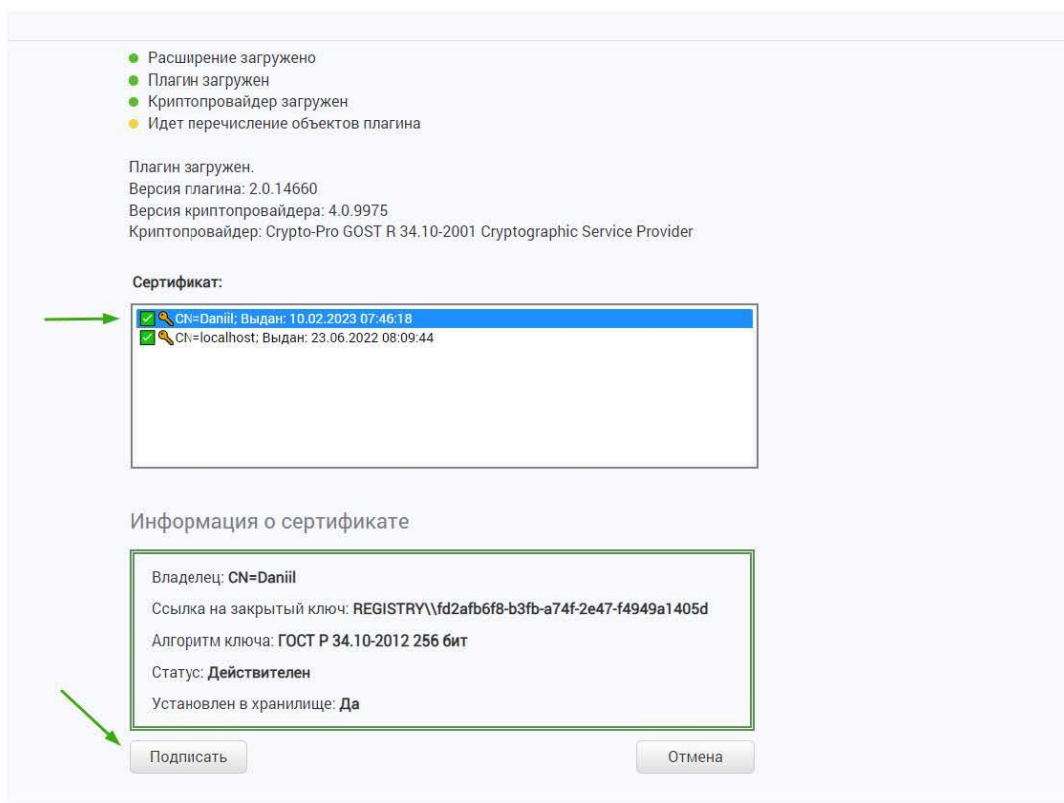 Расширение загружено
Плагин загружен
Криптопровайдер загружен
Идет перечисление объектов плагина
Плагин загружен.
Версия плагина: 2.0.14660
Версия криптопровайдера: 4.0.9975
Криптопровайдер: Crypto-Pro GOST R 34.10-2001 Cryptographic Service Provider
Сертификат:
CN=Daniil; Выдан: 10.02.2023 07:46:18
CN=localhost; Выдан: 23.06.2022 08:09:44
Информация о сертификате
Владелец: CN=Daniil
Ссылка на закрытый ключ: REGISTRY\\fd2afb6f8-b3fb-a74f-2e47-f4949a1405d
Алгоритм ключа: ГОСТ Р 34.10-2012 256 бит
Статус: Действителен
Установлен в хранилище: Да
Подписать Отмена